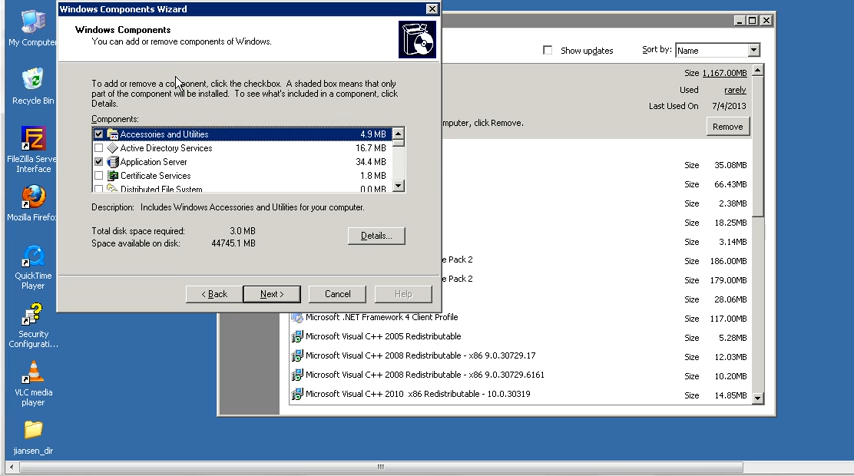 My Computer
Recycle Bin
FileZilla Serve
Interface
Mozilla Firefo
QuickTime
Player
Security
Configurati...
VLC media
player
jiansen_dir
Windows Components Wizard
Windows Components
You can add or remove components of Windows.
To add or remove a component, click the checkbox. A shaded box means that only
part of the component will be installed. To see what's included in a component, click
Details.
Components:
Accessories and Utilities 4.9 MB
Active Directory Services 16.7 MB
Application Server 34.4 MB
Certificate Services 1.8 MB
Distributed File System 0.0 MB
Description: Includes Windows Accessories and Utilities for your computer.
Total disk space required: 3.0 MB
Space available on disk: 44745.1 MB
Details...
< Back
Next >
Cancel
Help
Show updates
Sort by: Name
Size 1,167.00MB
Used rarely
Last Used On 7/4/2013
mputer, click Remove.
Remove
Size 35.08MB
Size 66.43MB
Size 2.38MB
Size 18.25MB
Size 3.14MB
e Pack 2 Size 186.00MB
e Pack 2 Size 179.00MB
Size 28.06MB
Microsoft .NET Framework 4 Client Profile Size 117.00MB
Microsoft Visual C++ 2005 Redistributable Size 5.28MB
Microsoft Visual C++ 2008 Redistributable - x86 9.0.30729.17 Size 12.03MB
Microsoft Visual C++ 2008 Redistributable - x86 9.0.30729.6161 Size 10.20MB
Microsoft Visual C++ 2010 x86 Redistributable - 10.0.30319 Size 14.85MB